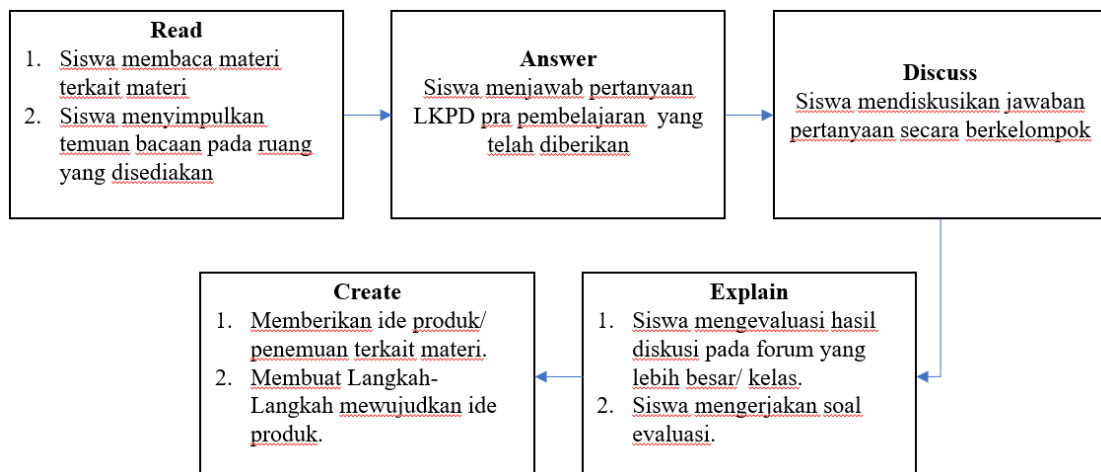 Read
1. Siswa membaca materi
terkait materi
2. Siswa menyimpulkan
temuan bacaan pada ruang
yang disediakan
Answer
Siswa menjawab pertanyaan
LKPD pra pembelajaran yang
telah diberikan
Discuss
Siswa mendiskusikan jawaban
pertanyaan secara berkelompok
Explain
1. Siswa mengevaluasi hasil
diskusi pada forum yang
lebih besar/ kelas.
2. Siswa mengerjakan soal
evaluasi.
Create
1. Memberikan ide produk/
penemuan terkait materi.
2. Membuat Langkah-
Langkah mewujudkan ide
produk.